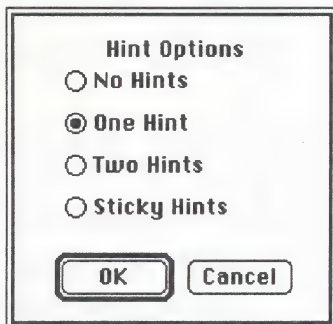 Hint Options
No Hints
One Hint
Two Hints
Sticky Hints
OK Cancel